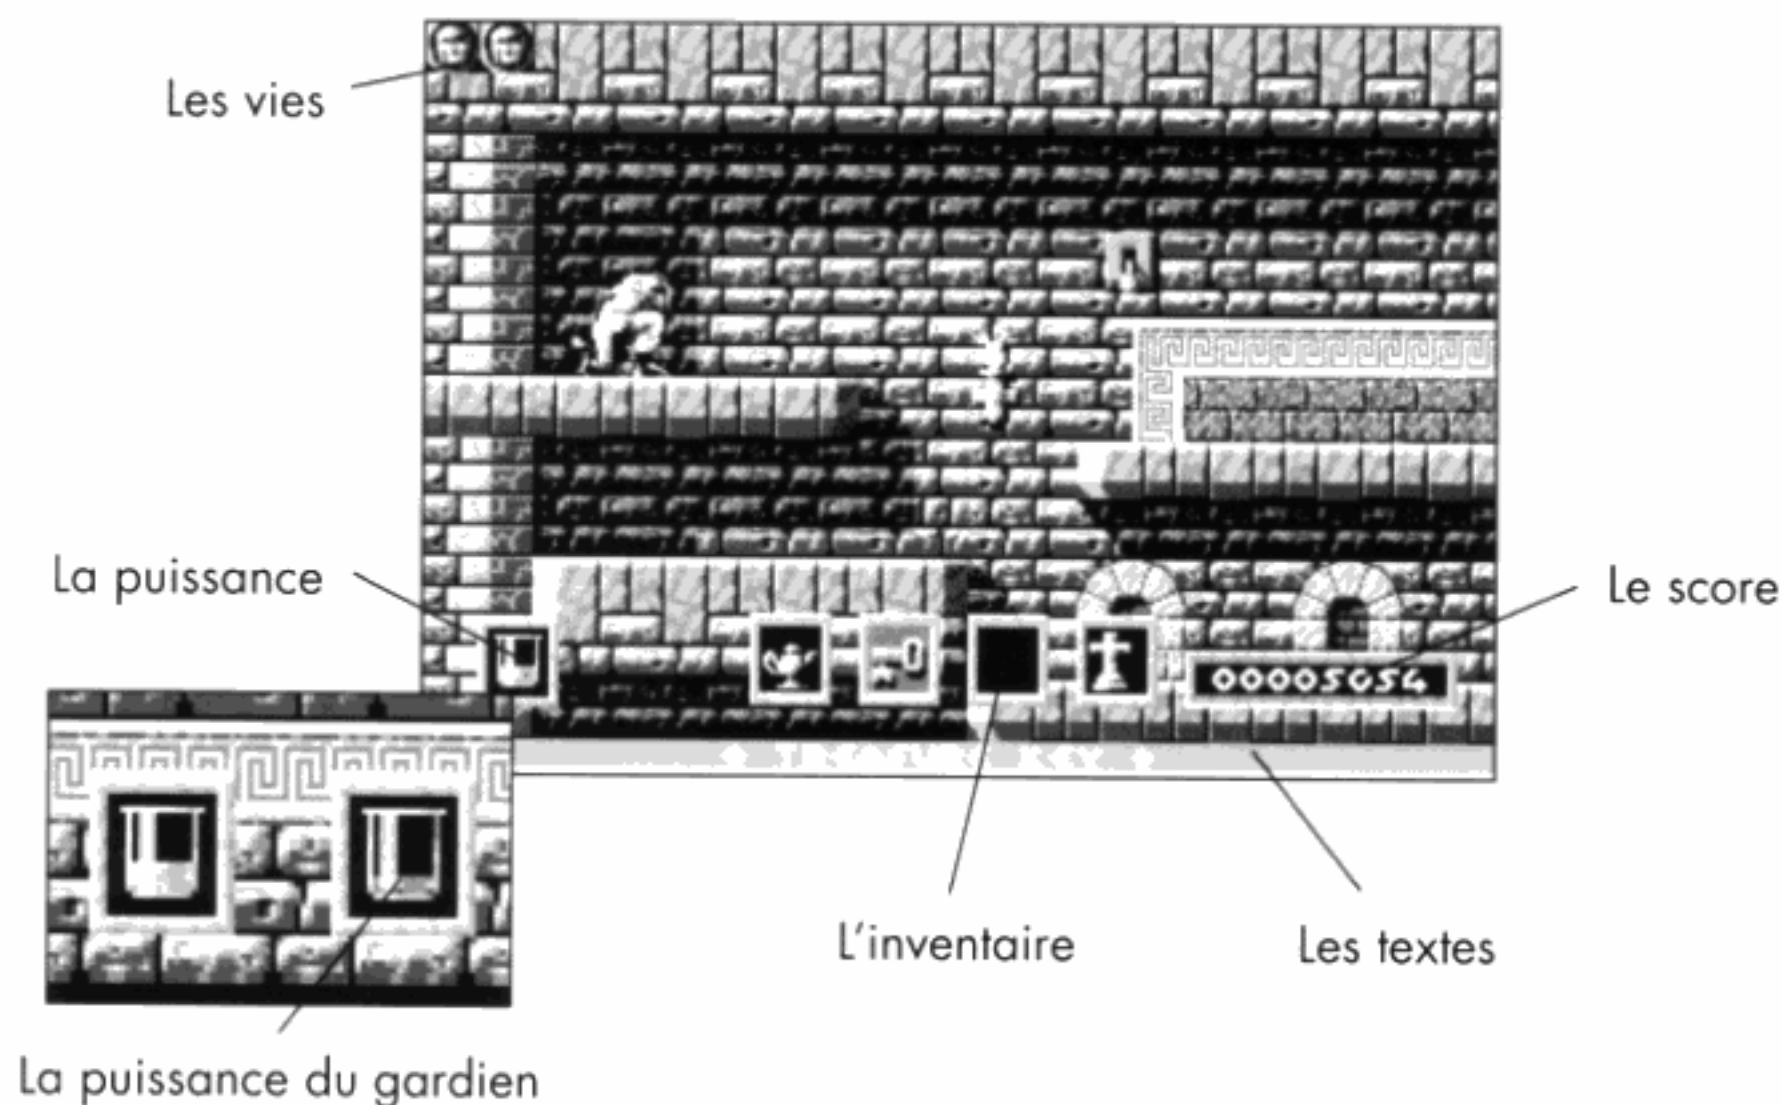 Les vies
La puissance
Le score
00005054
L'inventaire
Les textes
La puissance du gardien